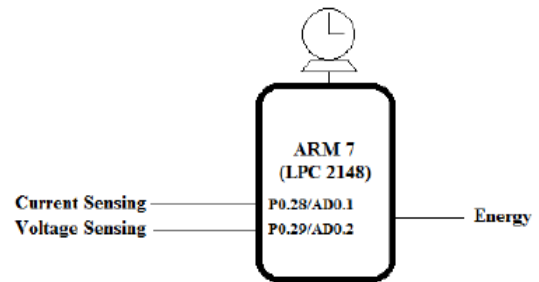 ARM 7
(LPC 2148)
Current Sensing
P0.28/AD0.1
Voltage Sensing
P0.29/AD0.2
Energy